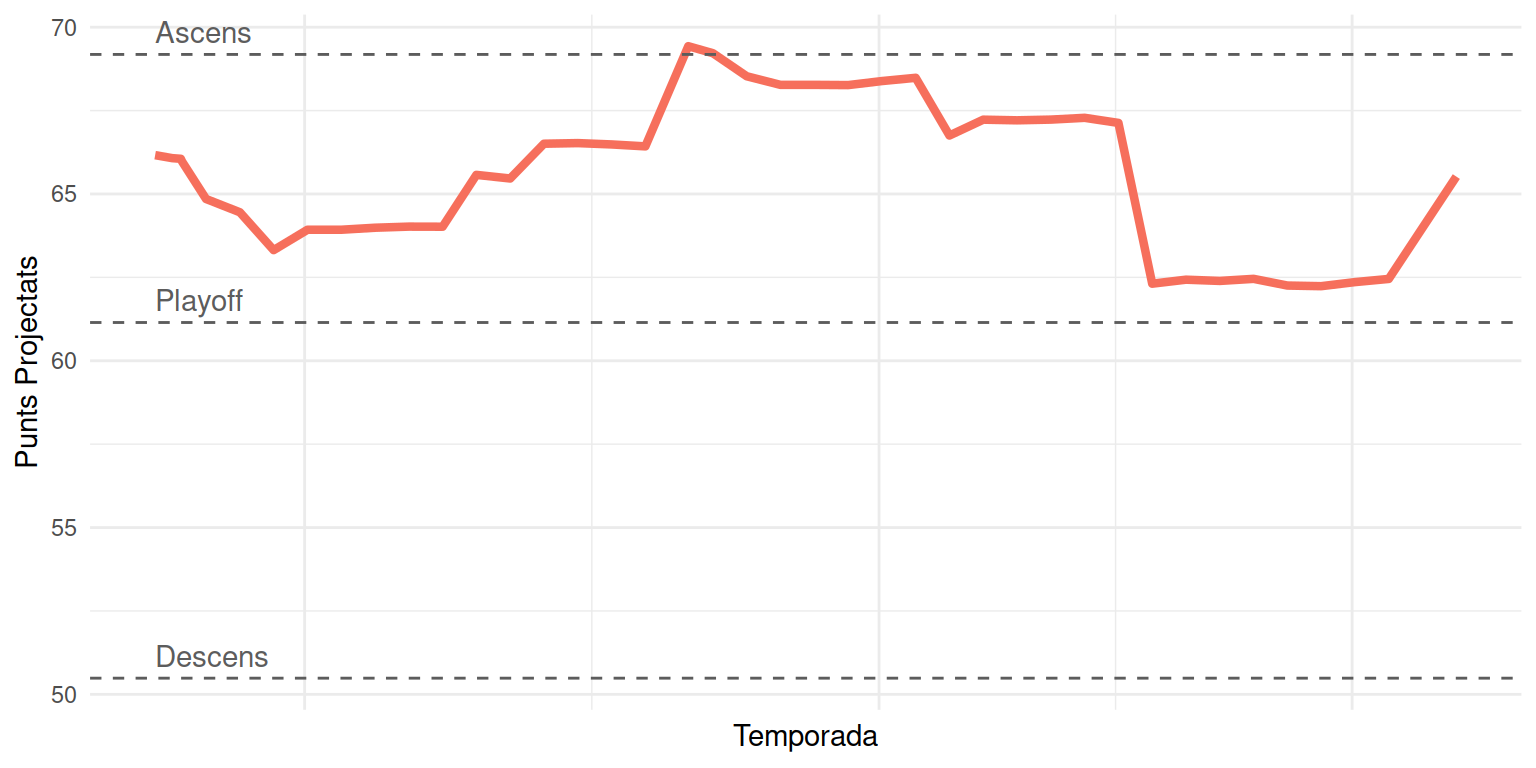 70
Ascens
65
Playoff
60
55
Descens
50
Punts Projectats
Temporada